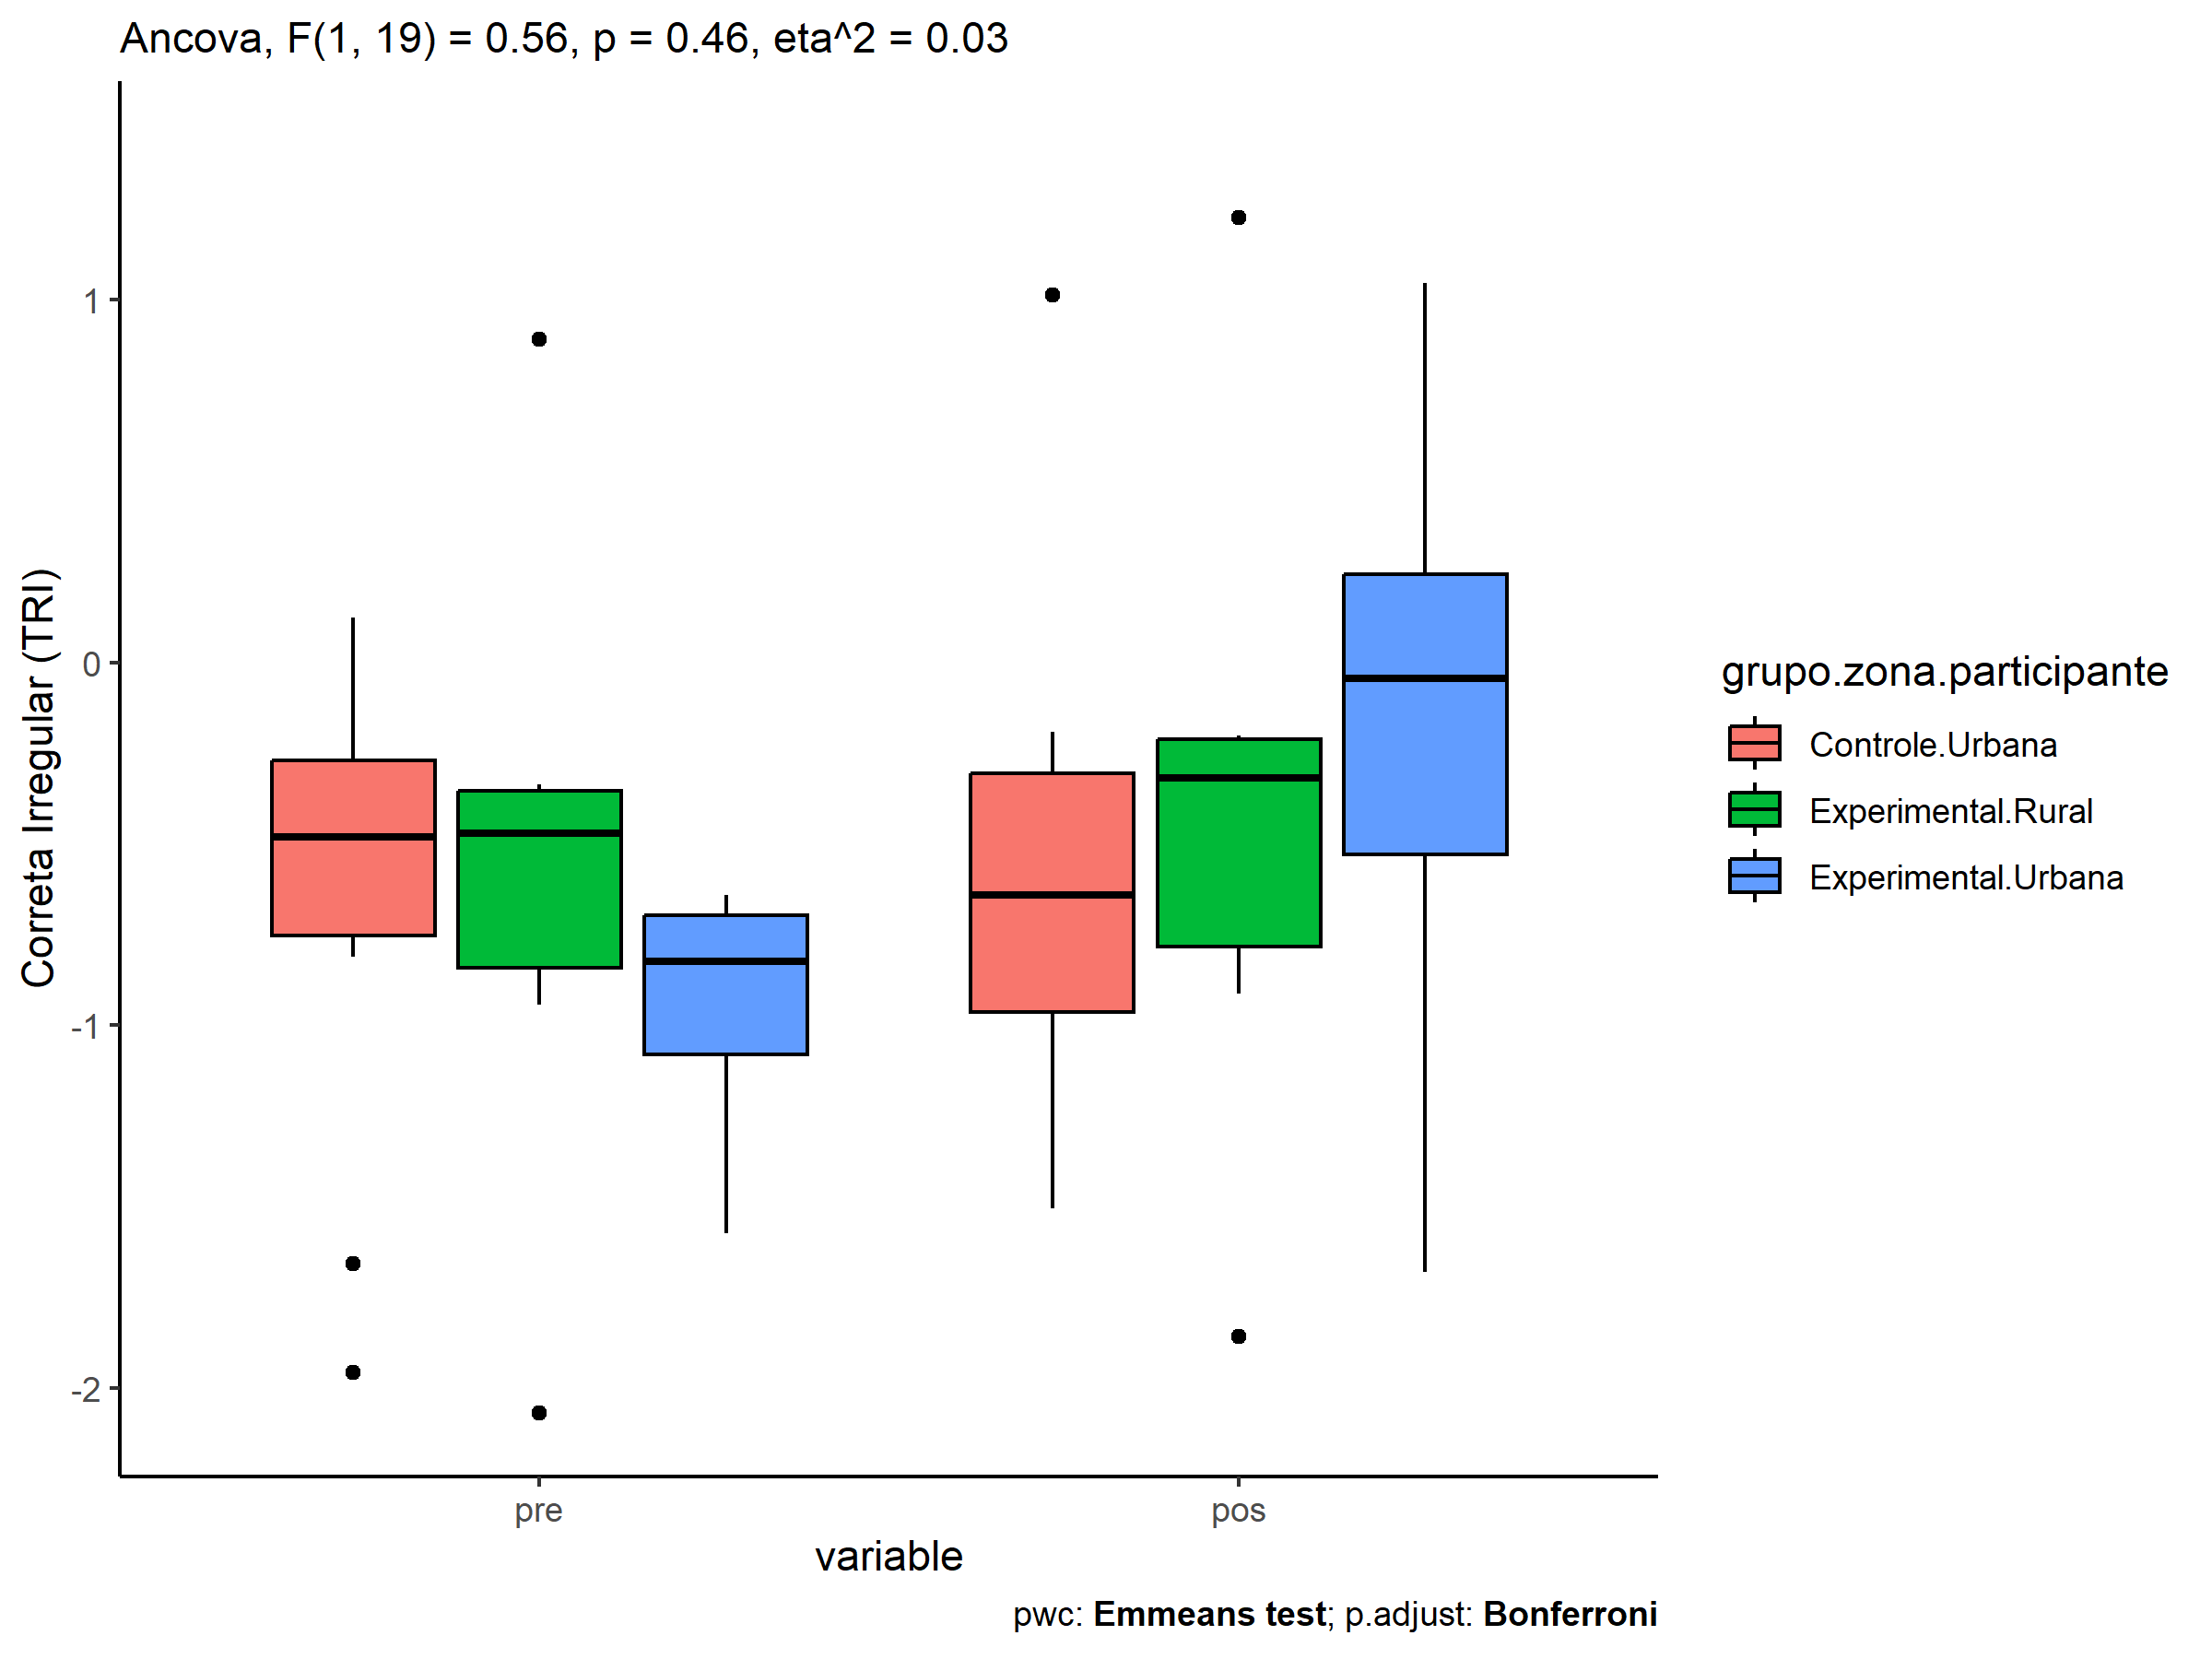 Ancova, F(1, 19) = 0.56, p = 0.46, eta^2 = 0.03
Correta Irregular (TRI)
1
0
-1
-2
pre
pos
variable
grupo.zona.participante
Controle.Urbana
Experimental.Rural
Experimental.Urbana
pwc: Emmeans test; p.adjust: Bonferroni